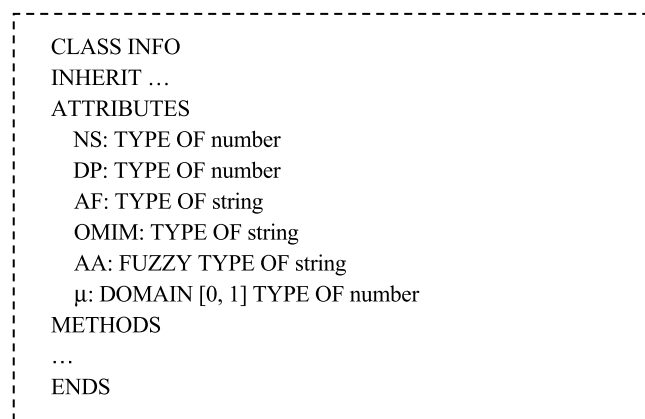 CLASS INFO
INHERIT …
ATTRIBUTES
NS: TYPE OF number
DP: TYPE OF number
AF: TYPE OF string
OMIM: TYPE OF string
AA: FUZZY TYPE OF string
μ: DOMAIN [0, 1] TYPE OF number
METHODS
…
ENDS